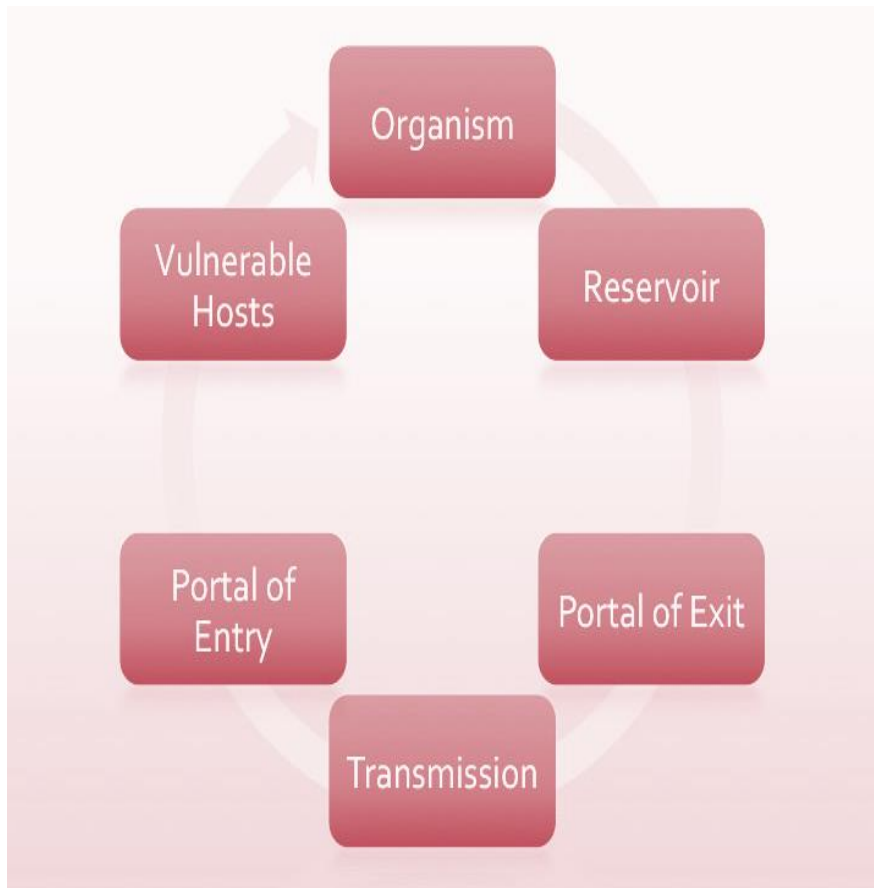 Organism
Reservoir
Portal of Exit
Transmission
Portal of
Entry
Vulnerable
Hosts